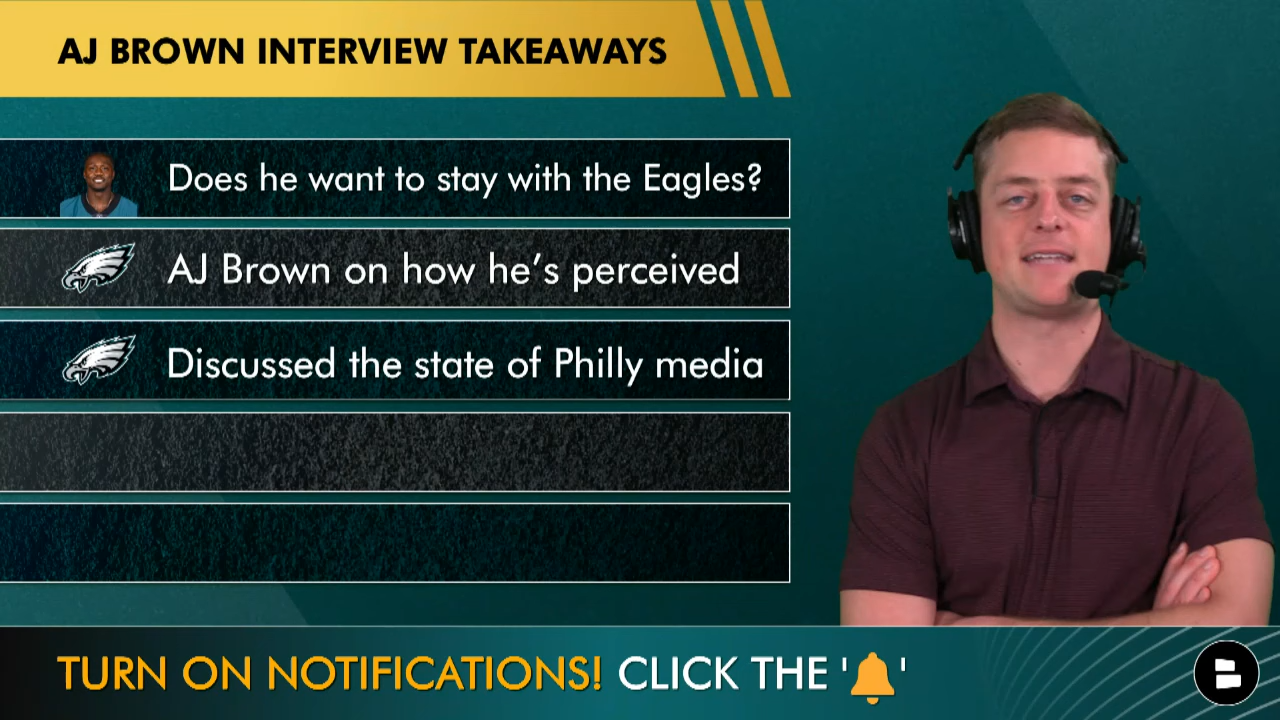 AJ BROWN INTERVIEW TAKEAWAYS
Does he want to stay with the Eagles?
AJ Brown on how he's perceived
Discussed the state of Philly media
TURN ON NOTIFICATIONS! CLICK THE '🔔'